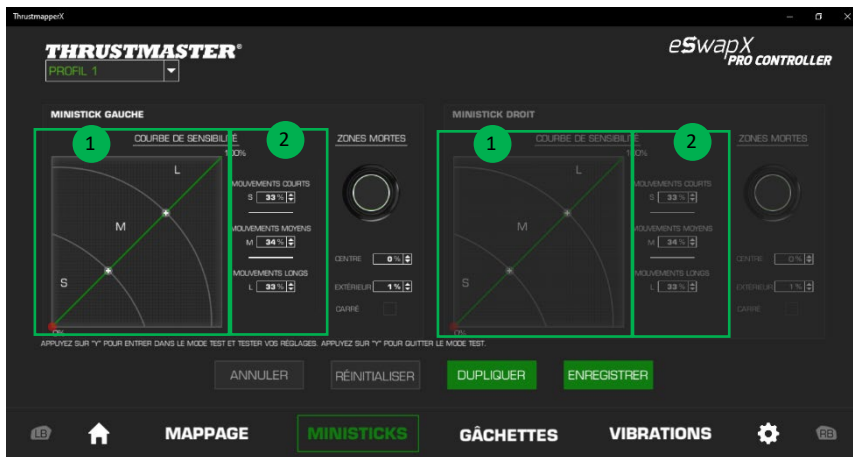 ThrustmapperX
THRUSTMASTER®
PROFIL 1
eSwapX
PRO CONTROLLER
MINISTICK GAUCHE
1
COURBE DE SENSIBILITÉ
2
100%
L
M
S
0%
MOUVEMENTS COURTS
S 33 %
MOUVEMENTS MOYENS
M 34 %
MOUVEMENTS LONGS
L 33 %
ZONES MORTES
CENTRE 0 %
EXTÉRIEUR 1 %
CARRÉ
MINISTICK DROIT
1
COURBE DE SENSIBILITÉ
2
100%
L
M
S
0%
MOUVEMENTS COURTS
S 33 %
MOUVEMENTS MOYENS
M 34 %
MOUVEMENTS LONGS
L 33 %
ZONES MORTES
CENTRE 0 %
EXTÉRIEUR 1 %
CARRÉ
APPUYEZ SUR "Y" POUR ENTRER DANS LE MODE TEST ET TESTER VOS RÉGLAGES. APPUYEZ SUR "Y" POUR QUITTER LE MODE TEST.
ANNULER RÉINITIALISER DUPLIQUER ENREGISTRER
LB MAPPAGE MINISTICKS GÂCHETTES VIBRATIONS RB